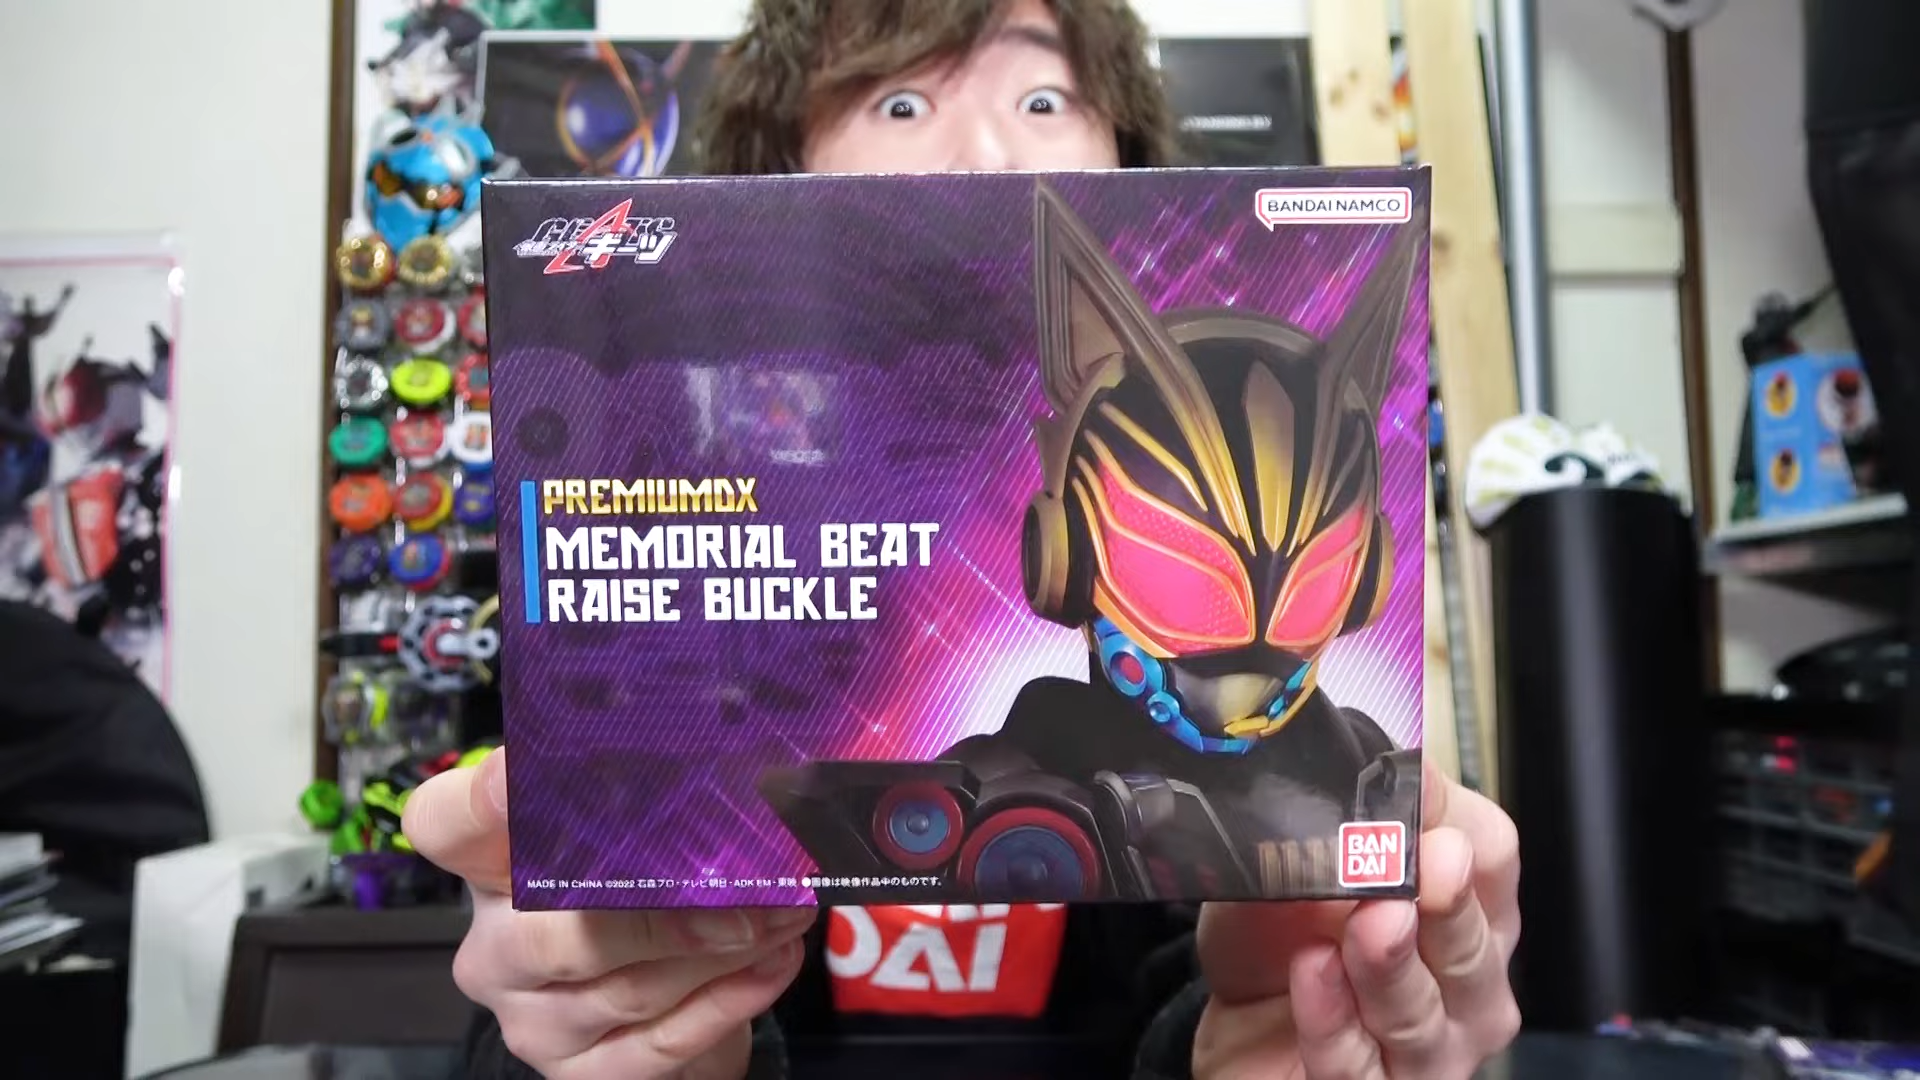 GEATS
仮面ライダー
ギーツ
BANDAI NAMCO
PREMIUMDX
MEMORIAL BEAT
RAISE BUCKLE
BAN
DAI
MADE IN CHINA ©2022 石森プロ・テレビ朝日・ADK EM・東映 ●画像は映像作品中のものです。
DAI